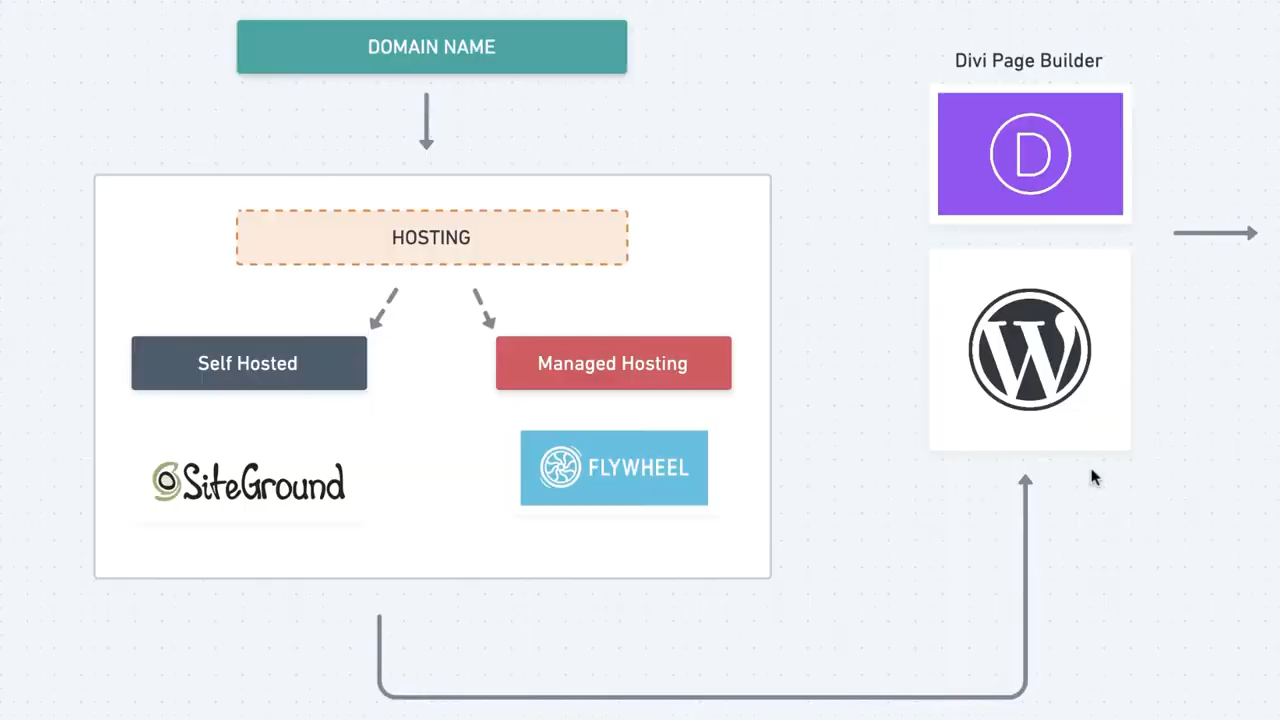 DOMAIN NAME
HOSTING
Self Hosted
Managed Hosting
SiteGround
FLYWHEEL
Divi Page Builder
D
W